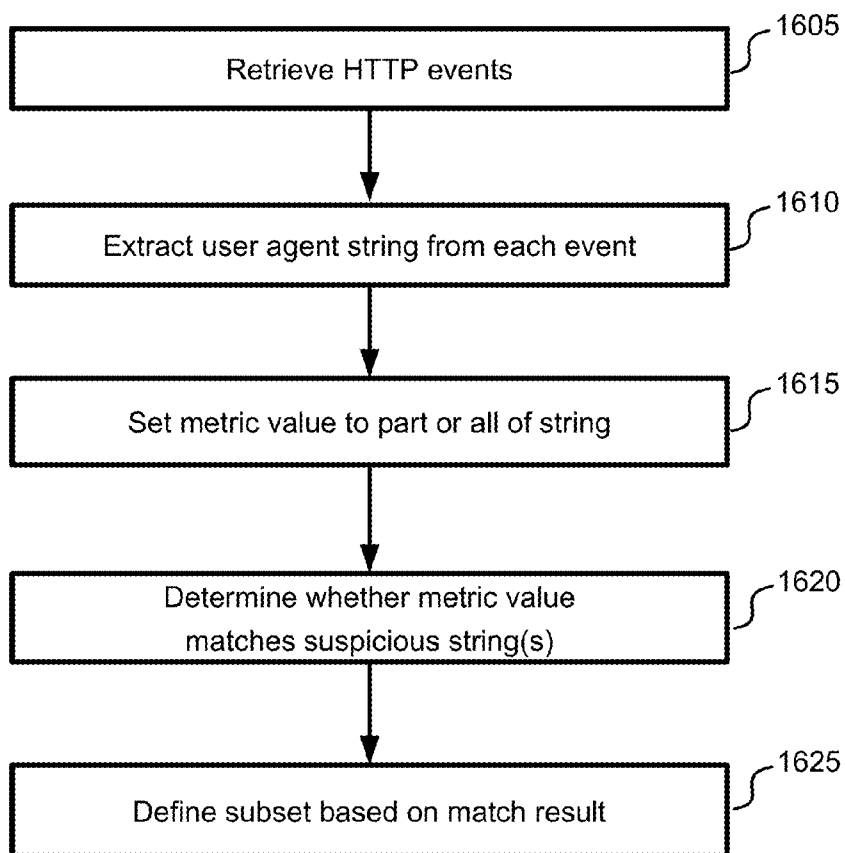 1605
Retrieve HTTP events
1610
Extract user agent string from each event
1615
Set metric value to part or all of string
1620
Determine whether metric value
matches suspicious string(s)
1625
Define subset based on match result